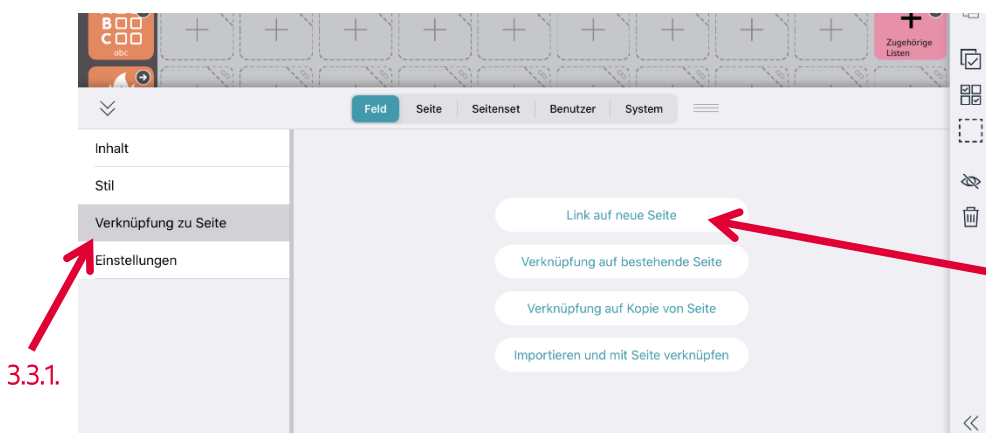 B
C
abc
Zugehörige
Listen
Feld Seite Seitenset Benutzer System
Inhalt
Stil
Verknüpfung zu Seite
Einstellungen
Link auf neue Seite
Verknüpfung auf bestehende Seite
Verknüpfung auf Kopie von Seite
Importieren und mit Seite verknüpfen
3.3.1.